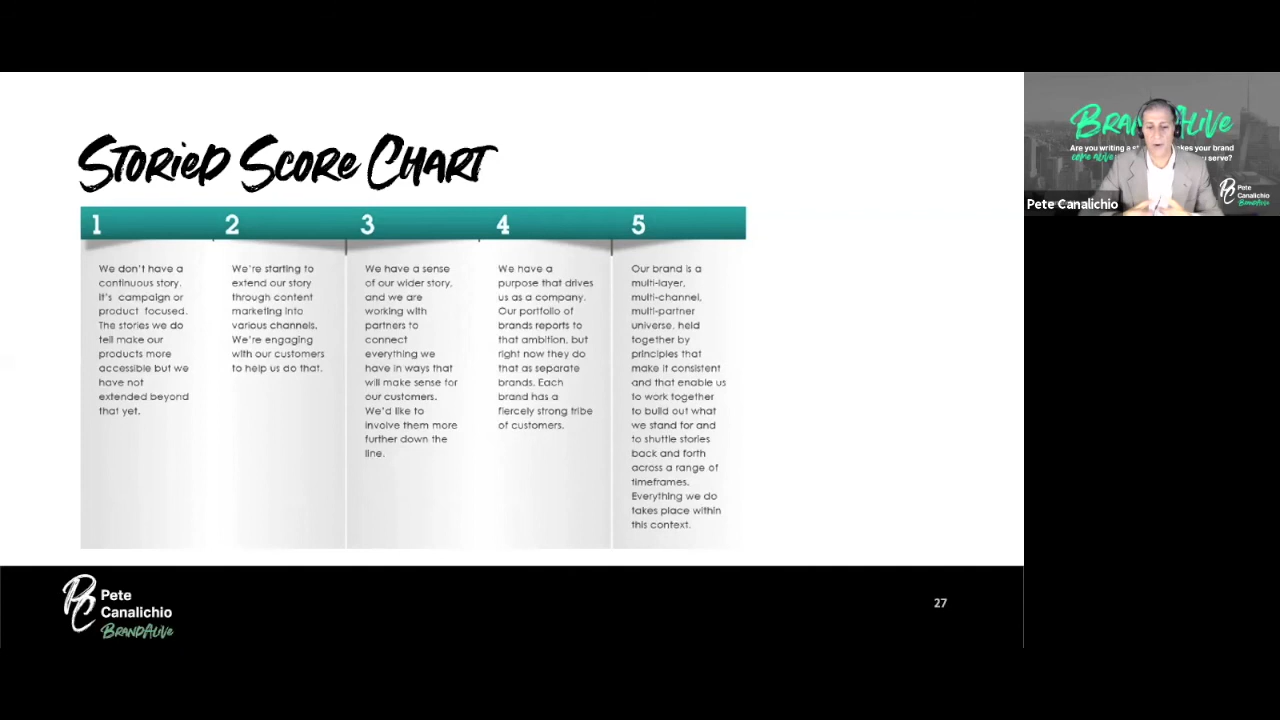 Storied Score Chart
1
2
3
4
5
We don't have a
continuous story.
It's campaign or
product focused.
The stories we do
tell make our
products more
accessible but we
have not
extended beyond
that yet.
We're starting to
extend our story
through content
marketing into
various channels.
We're engaging
with our customers
to help us do that.
We have a sense
of our wider story,
and we are
working with
partners to
connect
everything we
have in ways that
will make sense for
our customers.
We'd like to
involve them more
further down the
line.
We have a
purpose that drives
us as a company.
Our portfolio of
brands reports to
that ambition, but
right now they do
that as separate
brands. Each
brand has a
fiercely strong tribe
of customers.
Our brand is a
multi-layer,
multi-channel,
multi-partner
universe, held
together by
principles that
make it consistent
and that enable us
to work together
to build out what
we stand for and
to shuttle stories
back and forth
across a range of
timeframes.
Everything we do
takes place within
this context.
PC Pete
Canalichio
BrandAlive
27
Are you writing a
kes your brand
come alive
u serve?
Pete
Canalichio
BrandAlive
Pete Canalichio